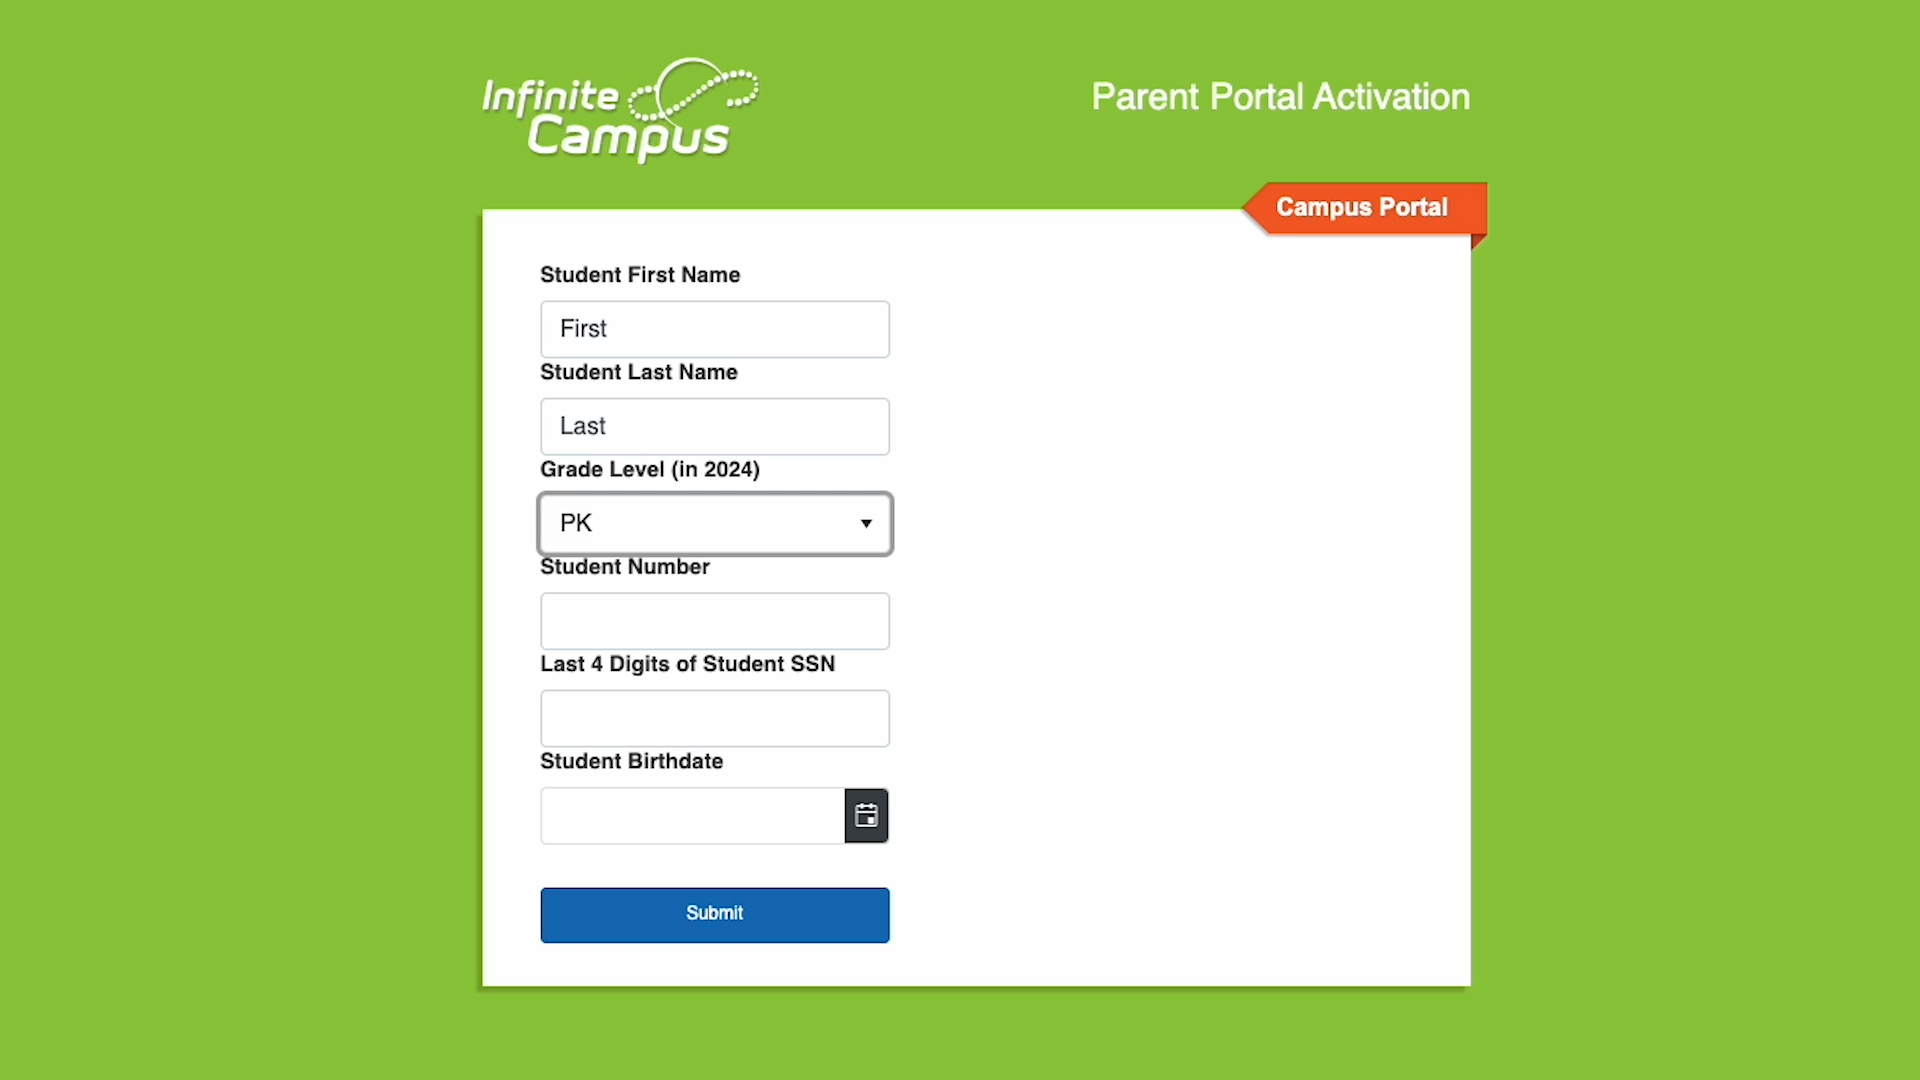 Infinite
Campus
Parent Portal Activation
Campus Portal
Student First Name
First
Student Last Name
Last
Grade Level (in 2024)
PK
Student Number
Last 4 Digits of Student SSN
Student Birthdate
Submit